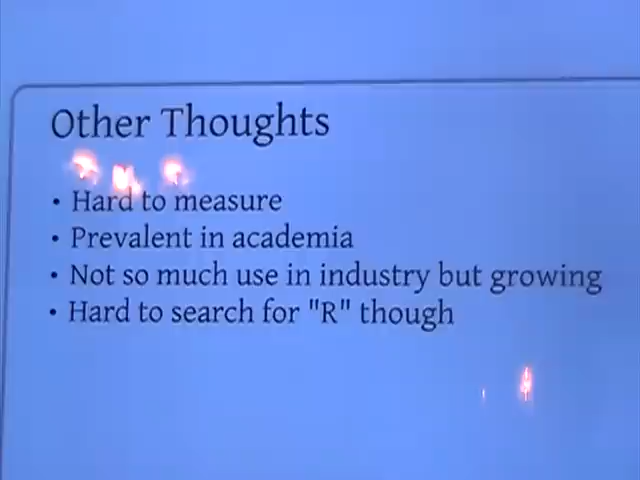 Other Thoughts
• Hard to measure
• Prevalent in academia
• Not so much use in industry but growing
• Hard to search for "R" though